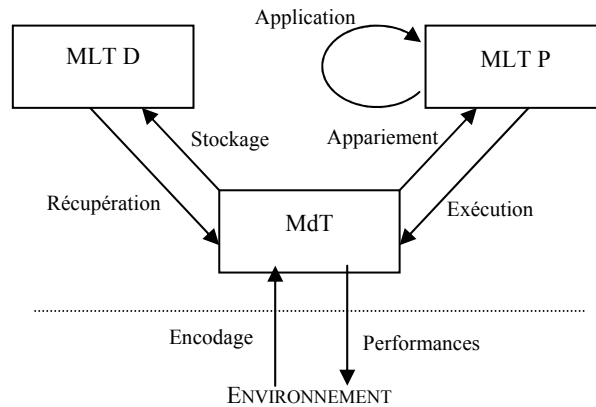 Application
MLT D
MLT P
Stockage
Appariement
Récupération
Exécution
MdT
Encodage
Performances
ENVIRONNEMENT